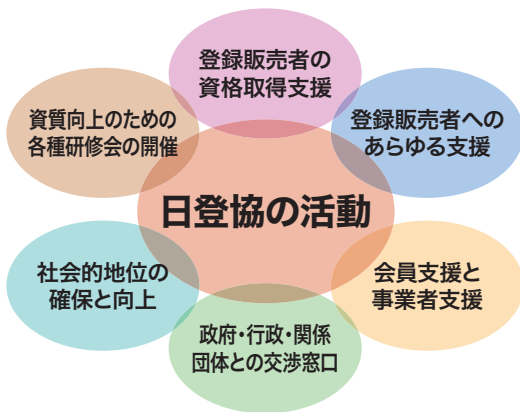 登録販売者の
資格取得支援
資質向上のための
各種研修会の開催
登録販売者への
あらゆる支援
日登協の活動
社会的地位の
確保と向上
会員支援と
事業者支援
政府・行政・関係
団体との交渉窓口